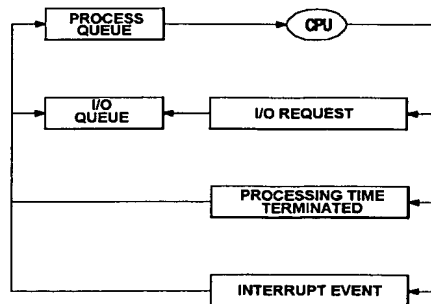 PROCESS
QUEUE
CPU
I/O
QUEUE
I/O REQUEST
PROCESSING TIME
TERMINATED
INTERRUPT EVENT